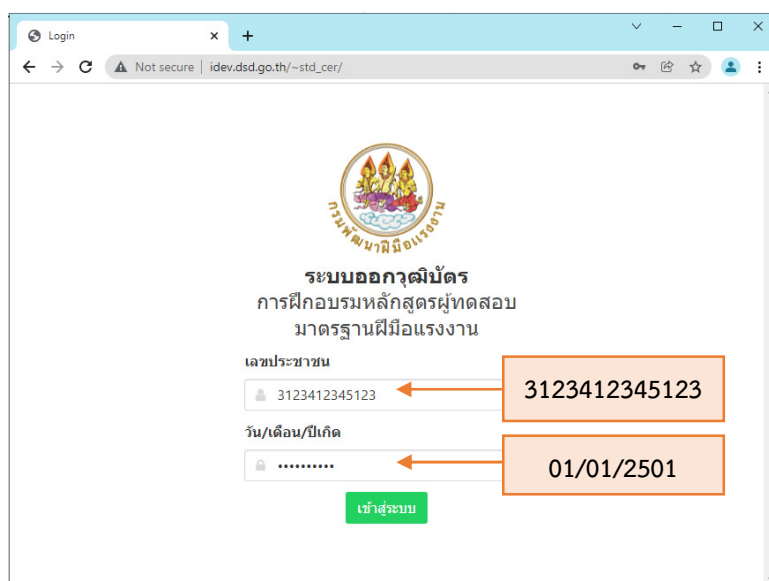 Login
Not secure | idev.dsd.go.th/~std_cer/
กรมพัฒนาฝีมือแรงงาน
ระบบออกวุฒิบัตร
การฝึกอบรมหลักสูตรผู้ทดสอบ
มาตรฐานฝีมือแรงงาน
เลขประชาชน
3123412345123
3123412345123
วัน/เดือน/ปีเกิด
••••••••••
01/01/2501
เข้าสู่ระบบ